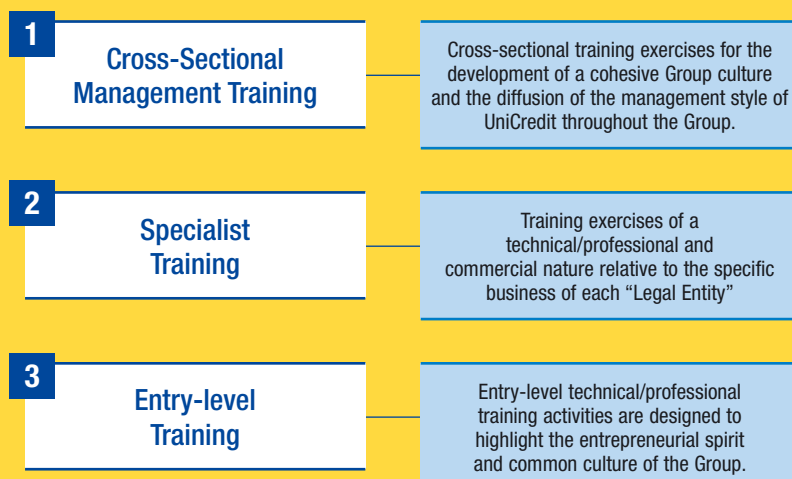 1
Cross-Sectional
Management Training
Cross-sectional training exercises for the
development of a cohesive Group culture
and the diffusion of the management style of
UniCredit throughout the Group.
2
Specialist
Training
Training exercises of a
technical/professional and
commercial nature relative to the specific
business of each “Legal Entity”
3
Entry-level
Training
Entry-level technical/professional
training activities are designed to
highlight the entrepreneurial spirit
and common culture of the Group.